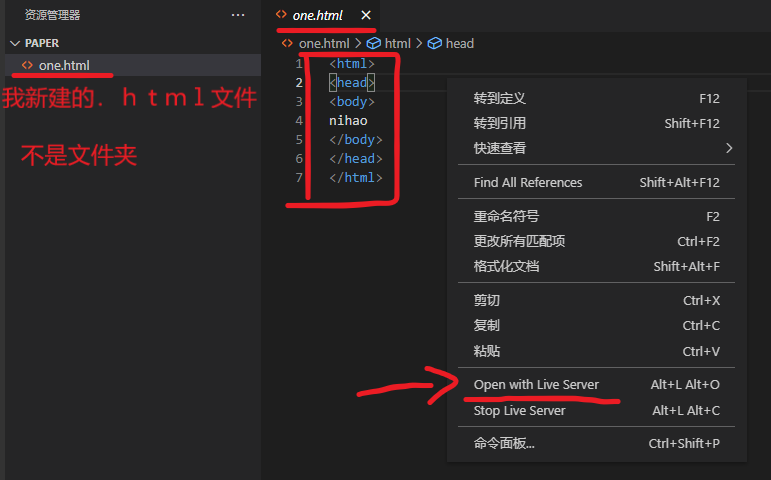 资源管理器
···
one.html
PAPER
one.html > html > head
one.html
我新建的．ｈｔｍｌ文件
不是文件夹
1 <html>
2 <head>
3 <body>
4 nihao
5 </body>
6 </head>
7 </html>
转到定义 F12
转到引用 Shift+F12
快速查看
Find All References Shift+Alt+F12
重命名符号 F2
更改所有匹配项 Ctrl+F2
格式化文档 Shift+Alt+F
剪切 Ctrl+X
复制 Ctrl+C
粘贴 Ctrl+V
Open with Live Server Alt+L Alt+O
Stop Live Server Alt+L Alt+C
命令面板... Ctrl+Shift+P